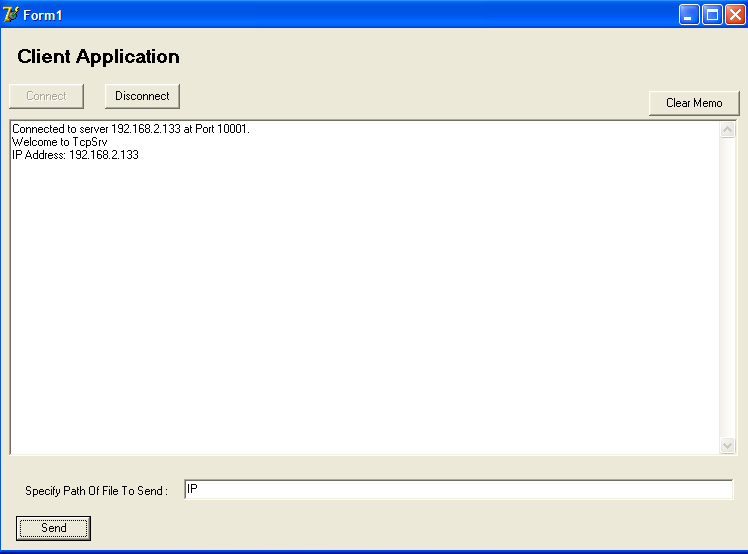 Form1
Client Application
Connect
Disconnect
Clear Memo
Connected to server 192.168.2.133 at Port 10001.
Welcome to TcpSrv
IP Address: 192.168.2.133
Specify Path Of File To Send :
IP
Send